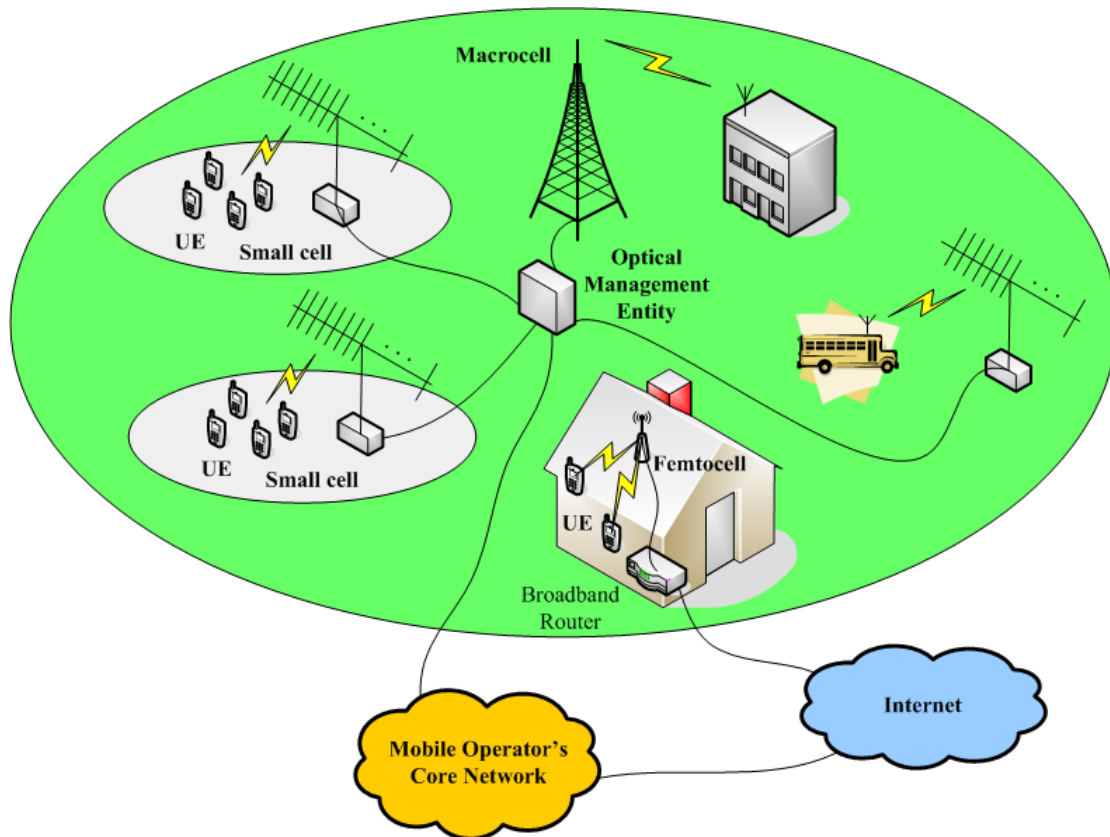 Macrocell
UE
Small cell
Optical
Management
Entity
UE
Small cell
Femtocell
UE
Broadband
Router
Internet
Mobile Operator's
Core Network